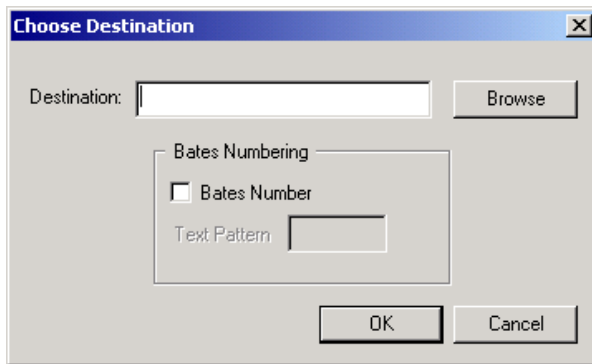 Choose Destination
Destination:
Browse
Bates Numbering
Bates Number
Text Pattern
OK
Cancel